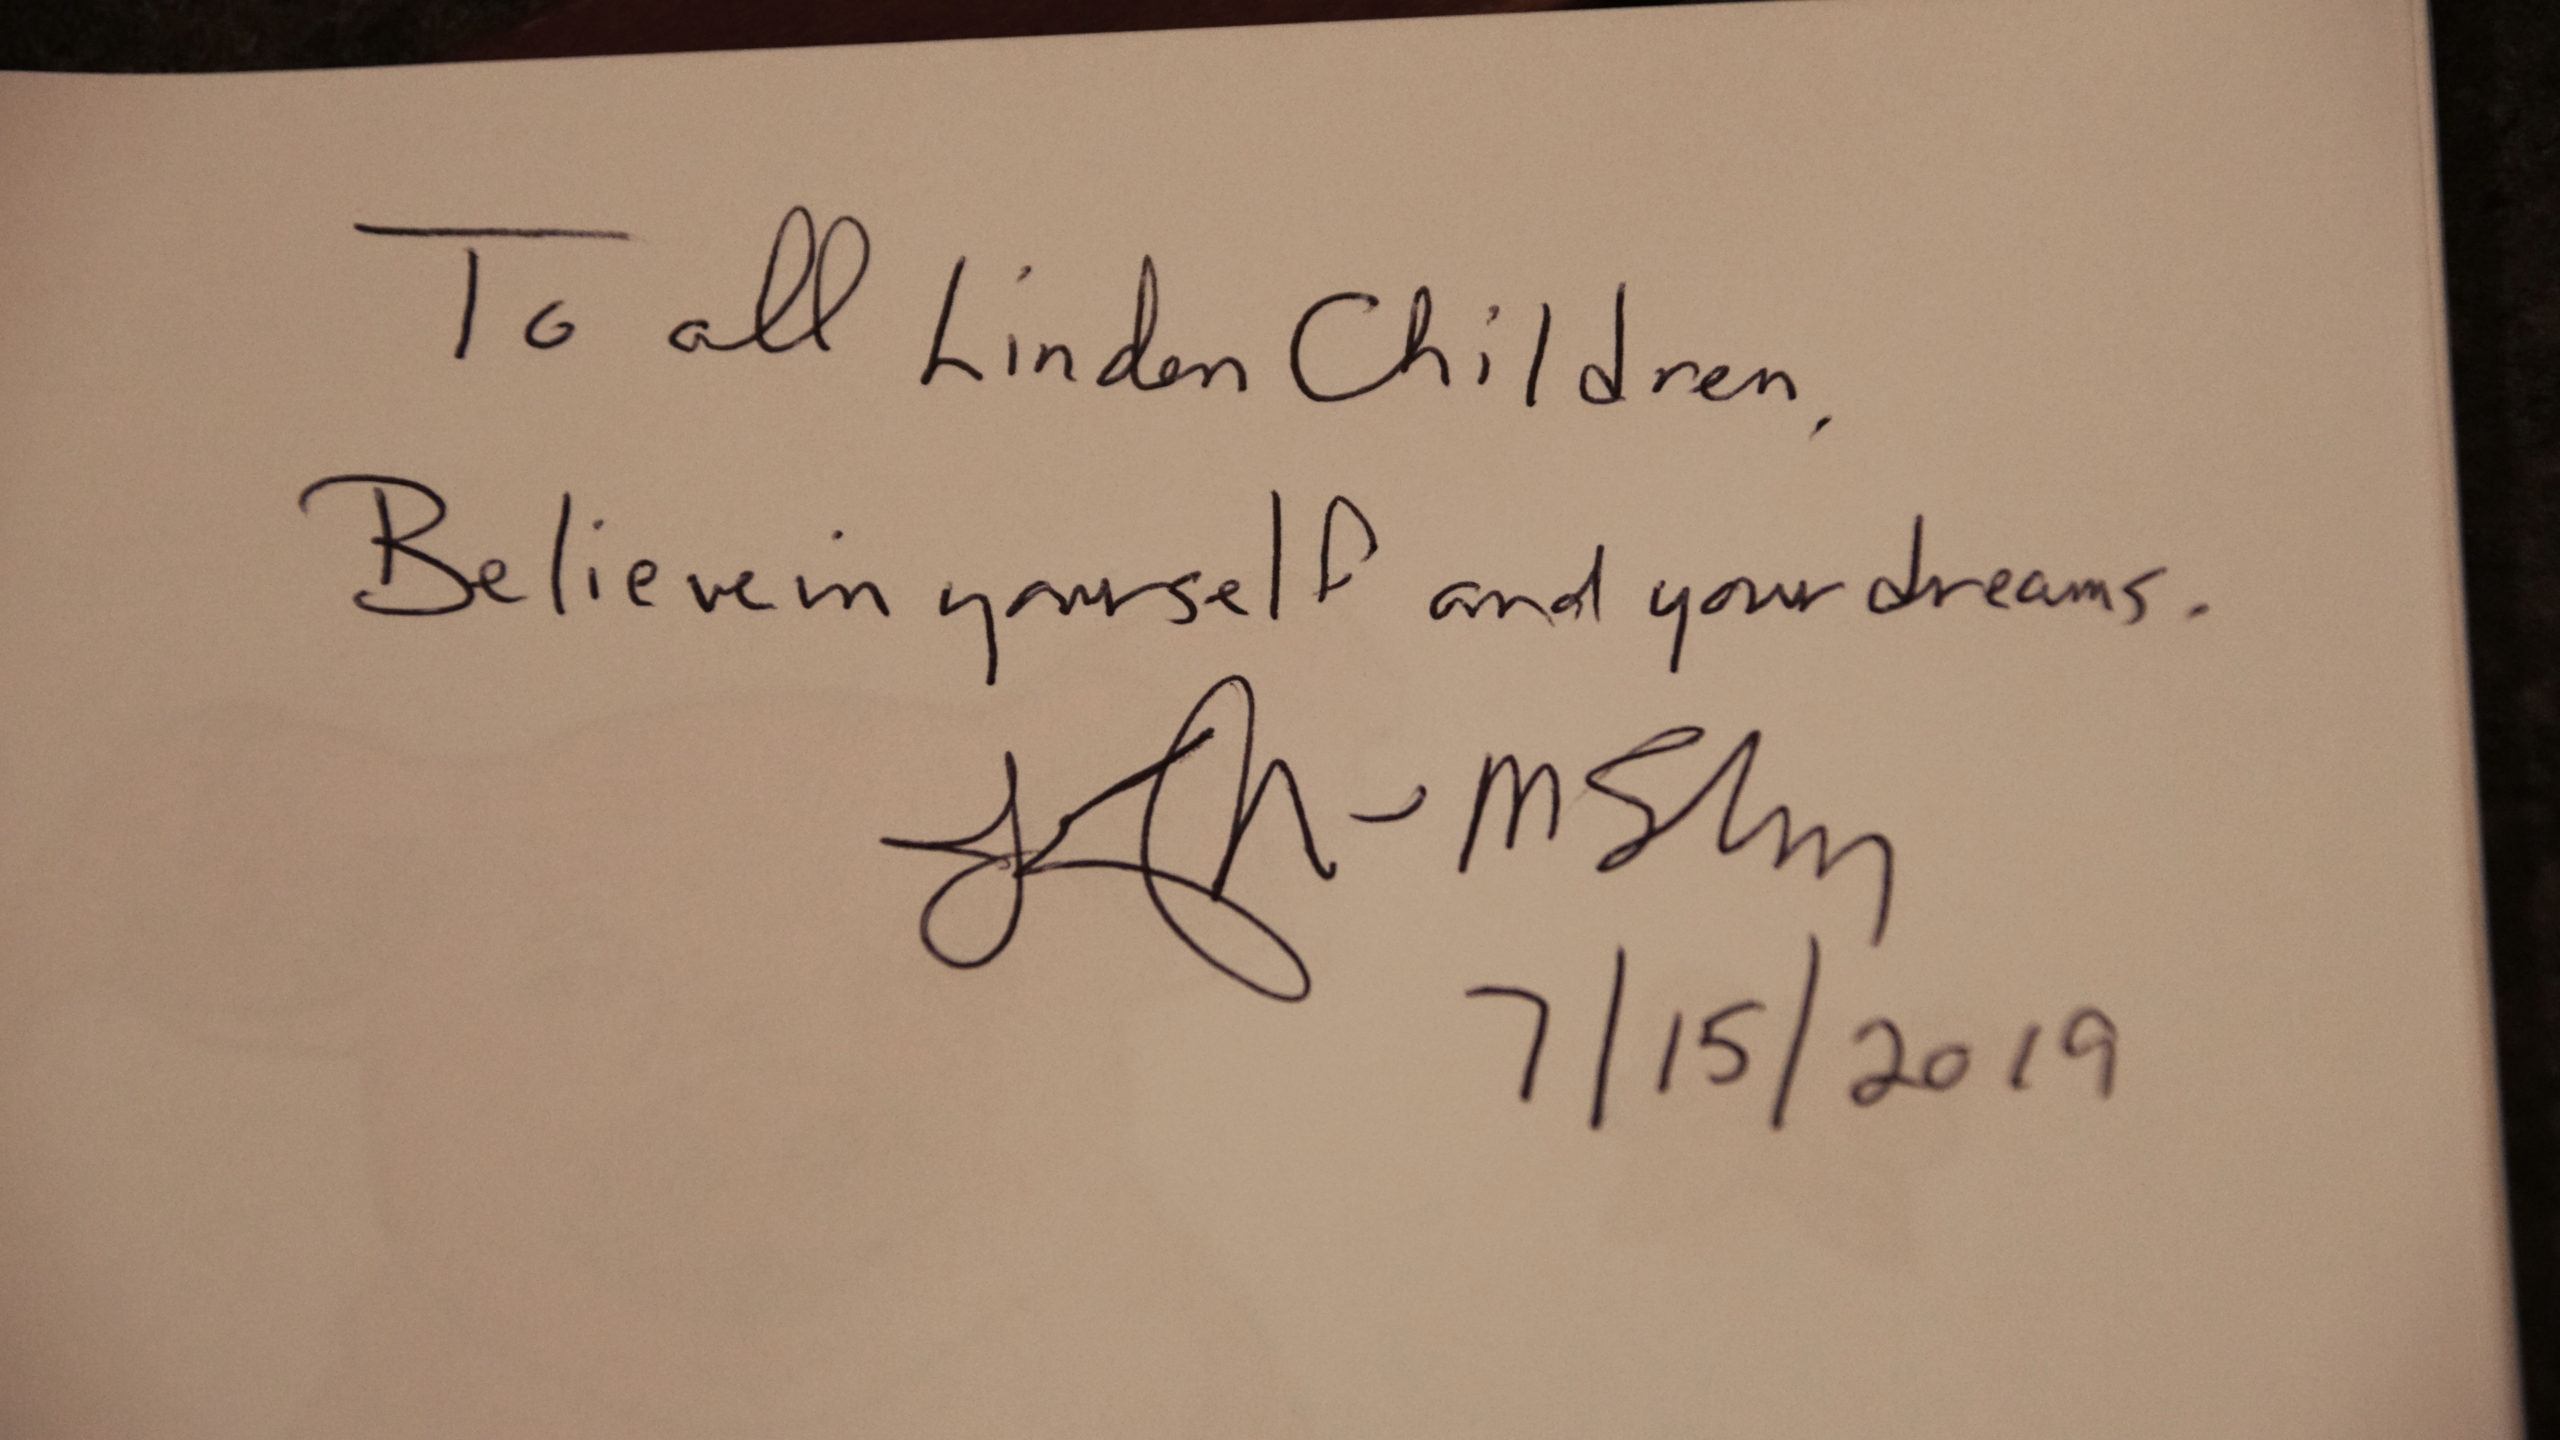 To all Linden Children,
Believe in yourself and your dreams.
7/15/2019